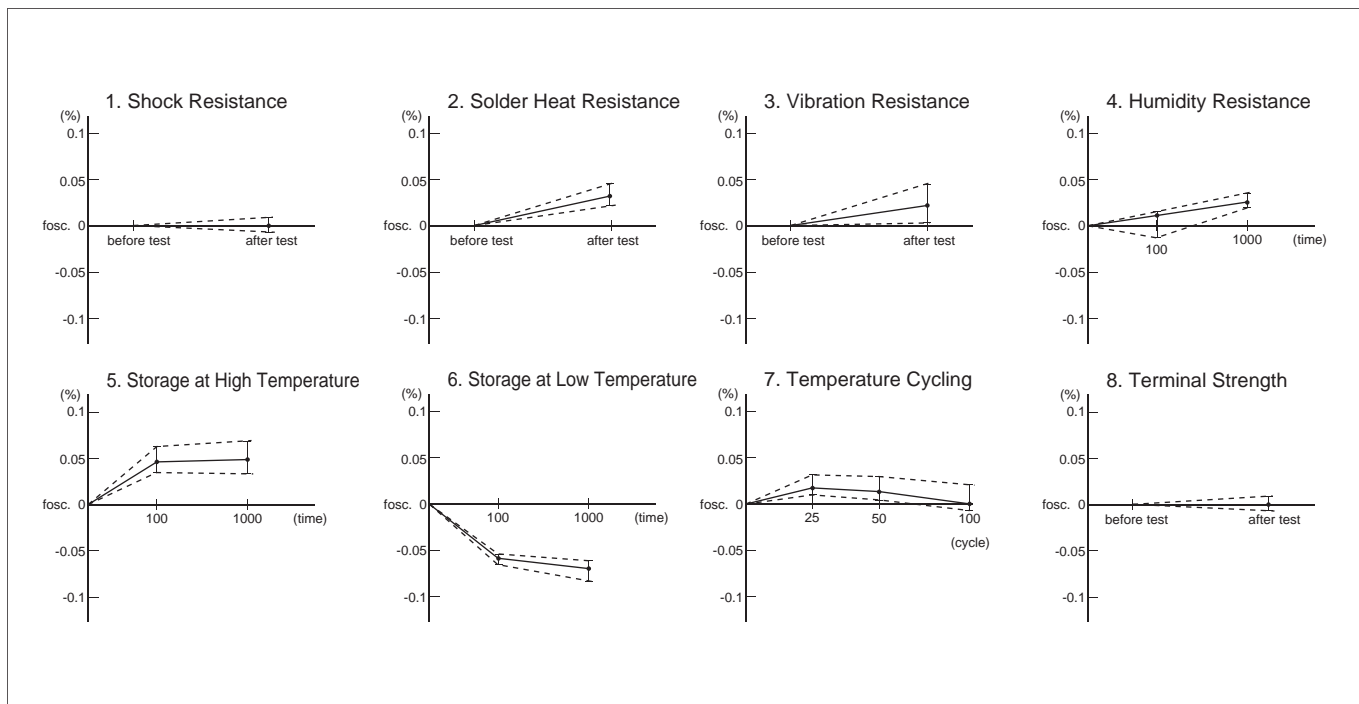 1. Shock Resistance
(%)
0.1
0.05
0
fosc.
before test
after test
-0.05
-0.1
2. Solder Heat Resistance
(%)
0.1
0.05
0
fosc.
before test
after test
-0.05
-0.1
3. Vibration Resistance
(%)
0.1
0.05
0
fosc.
before test
after test
-0.05
-0.1
4. Humidity Resistance
(%)
0.1
0.05
0
fosc.
100
1000
(time)
-0.05
-0.1
5. Storage at High Temperature
(%)
0.1
0.05
0
fosc.
100
1000
(time)
-0.05
-0.1
6. Storage at Low Temperature
(%)
0.1
0.05
0
fosc.
100
1000
(time)
-0.05
-0.1
7. Temperature Cycling
(%)
0.1
0.05
0
fosc.
25
50
100
(cycle)
-0.05
-0.1
8. Terminal Strength
(%)
0.1
0.05
0
fosc.
before test
after test
-0.05
-0.1